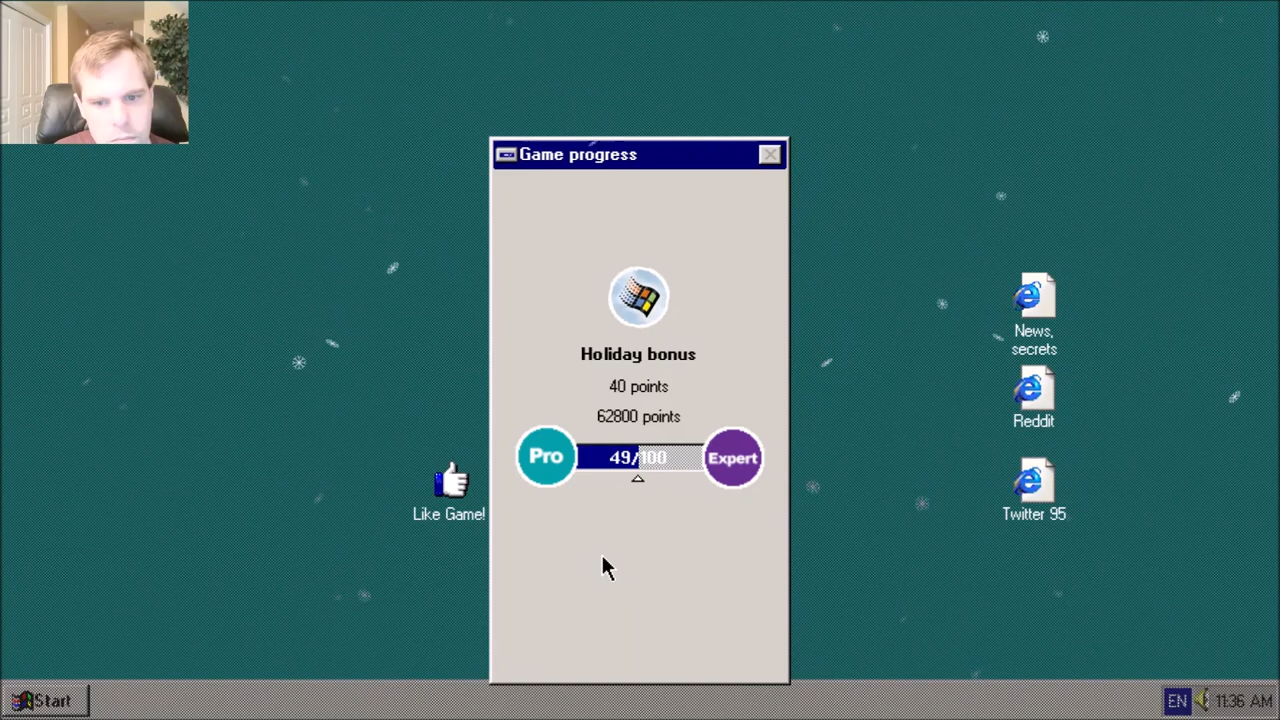 Game progress
Holiday bonus
40 points
62800 points
Pro
49/100
Expert
Like Game!
News,
secrets
Reddit
Twitter 95
Start
EN
11:36 AM